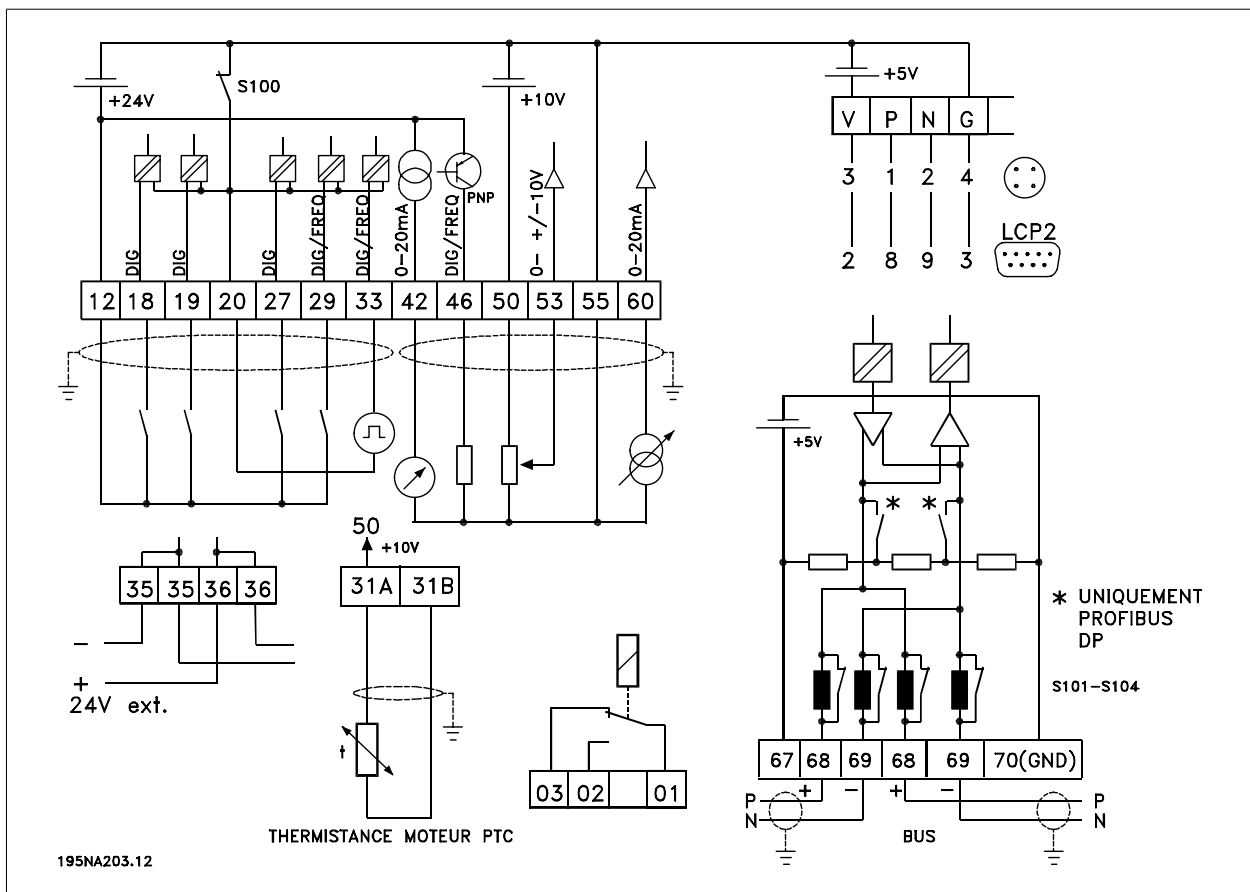 +24V
S100
+10V
+5V
V P N G
3 1 2 4
LCP2
2 8 9 3
PNP
DIG
DIG
DIG
DIG/FREQ
DIG/FREQ
0-20mA
DIG/FREQ
0- +/-10V
0-20mA
12 18 19 20 27 29 33 42 46 50 53 55 60
+5V
* *
50
+10V
35 35 36 36
31A 31B
* UNIQUEMENT
PROFIBUS
DP
-
+
24V ext.
S101-S104
t
67 68 69 68 69 70(GND)
03 02 01
+ - + -
P P
N N
BUS
THERMISTANCE MOTEUR PTC
195NA203.12